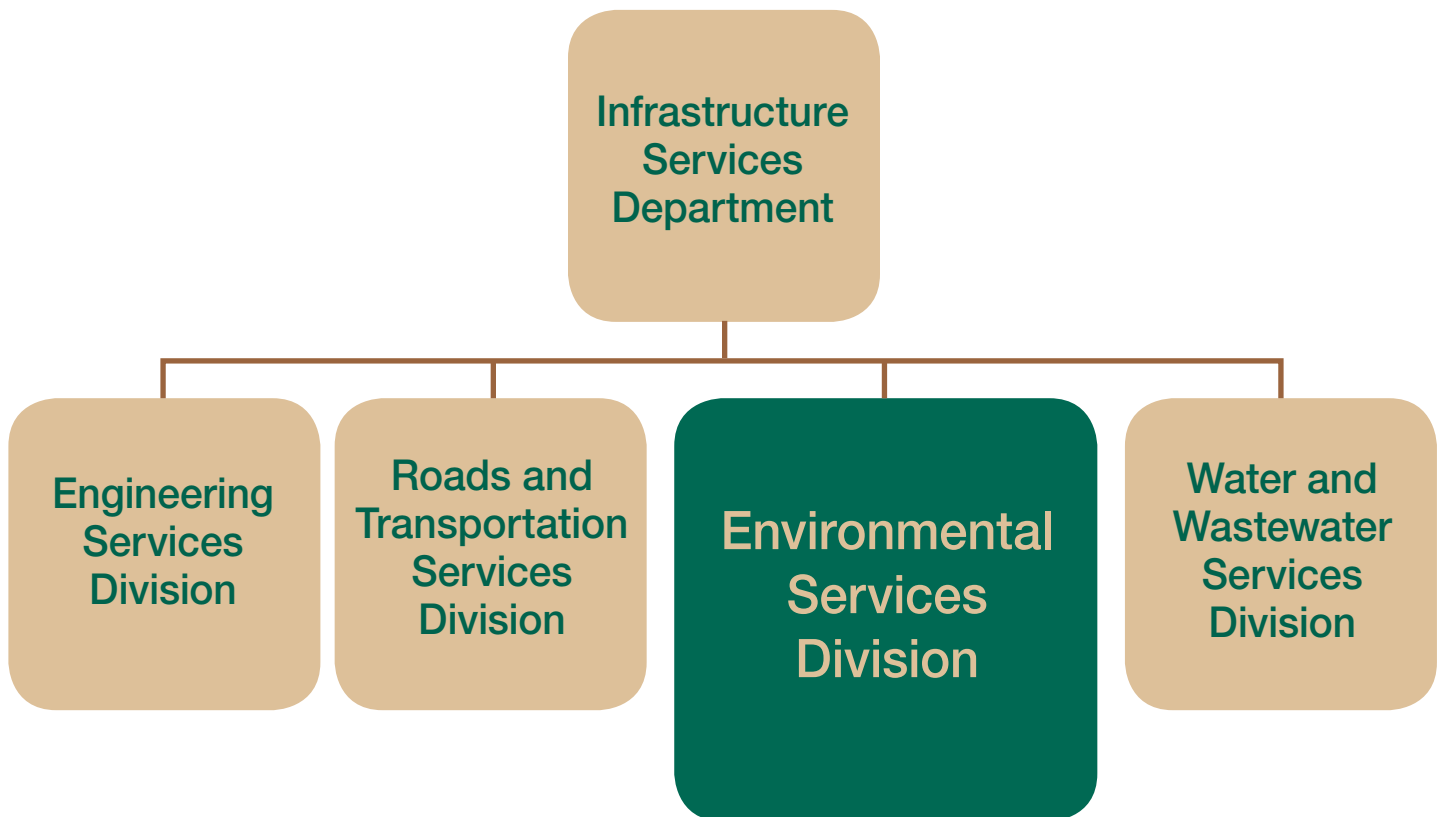 Infrastructure
Services
Department
Engineering
Services
Division
Roads and
Transportation
Services
Division
Environmental
Services
Division
Water and
Wastewater
Services
Division